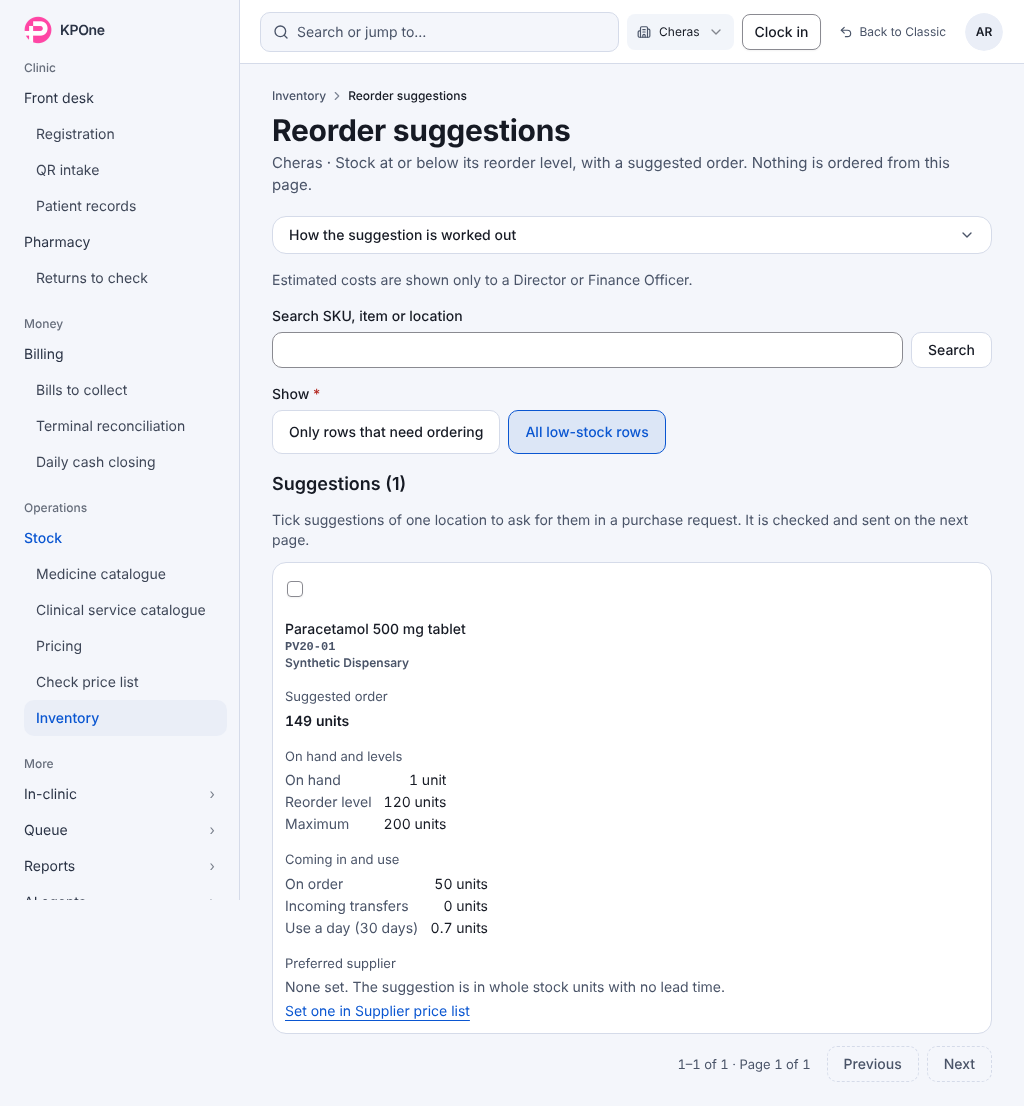 KPOne
Search or jump to...
Cheras
Clock in
Back to Classic
AR
Clinic
Front desk
Registration
QR intake
Patient records
Pharmacy
Returns to check
Money
Billing
Bills to collect
Terminal reconciliation
Daily cash closing
Operations
Stock
Medicine catalogue
Clinical service catalogue
Pricing
Check price list
Inventory
More
In-clinic
Queue
Reports
Inventory > Reorder suggestions
Reorder suggestions
Cheras · Stock at or below its reorder level, with a suggested order. Nothing is ordered from this
page.
How the suggestion is worked out
Estimated costs are shown only to a Director or Finance Officer.
Search SKU, item or location
Search
Show *
Only rows that need ordering
All low-stock rows
Suggestions (1)
Tick suggestions of one location to ask for them in a purchase request. It is checked and sent on the next
page.
Paracetamol 500 mg tablet
PV20-01
Synthetic Dispensary
Suggested order
149 units
On hand and levels
On hand 1 unit
Reorder level 120 units
Maximum 200 units
Coming in and use
On order 50 units
Incoming transfers 0 units
Use a day (30 days) 0.7 units
Preferred supplier
None set. The suggestion is in whole stock units with no lead time.
Set one in Supplier price list
1–1 of 1 · Page 1 of 1
Previous
Next